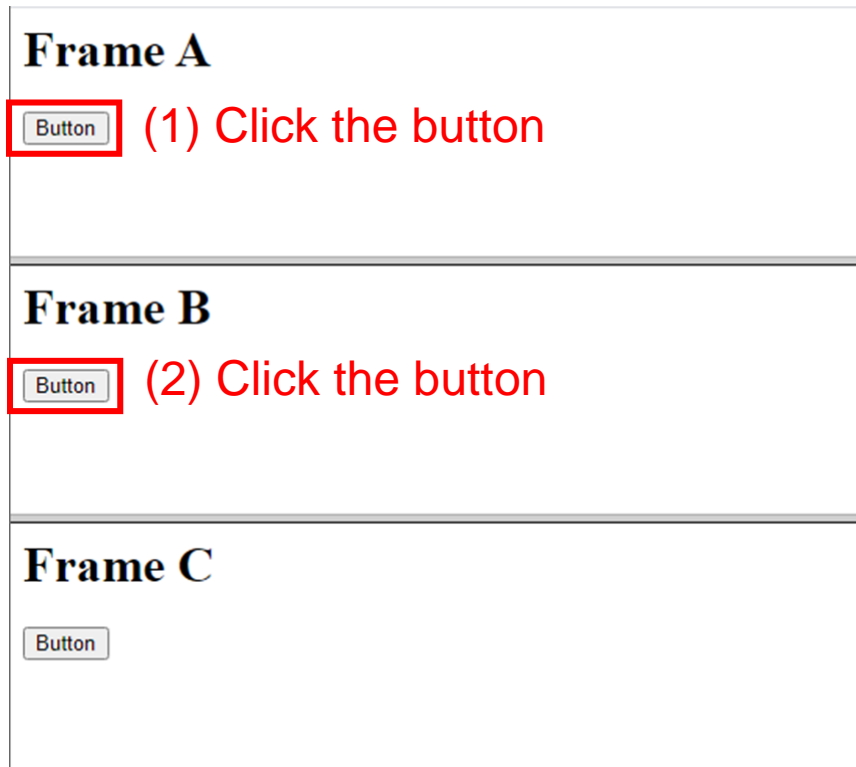 Frame A
Button (1) Click the button
Frame B
Button (2) Click the button
Frame C
Button